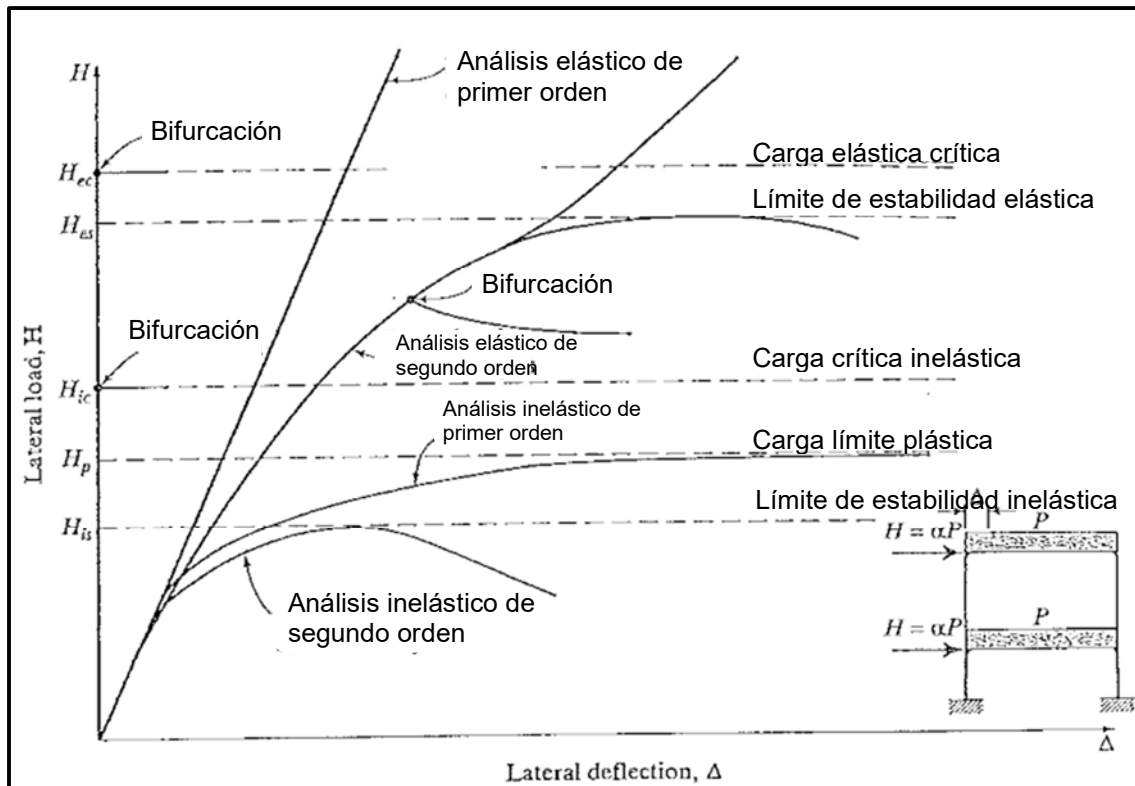 H
Análisis elástico de
primer orden
Bifurcación
Carga elástica crítica
H_ec
Límite de estabilidad elástica
H_es
Bifurcación
Bifurcación
Análisis elástico de
segundo orden
Carga crítica inelástica
H_ic
Análisis inelástico de
primer orden
Carga límite plástica
H_p
Límite de estabilidad inelástica
H_is
Δ
P
H = αP
Análisis inelástico de
segundo orden
P
H = αP
Lateral load, H
Δ
Lateral deflection, Δ